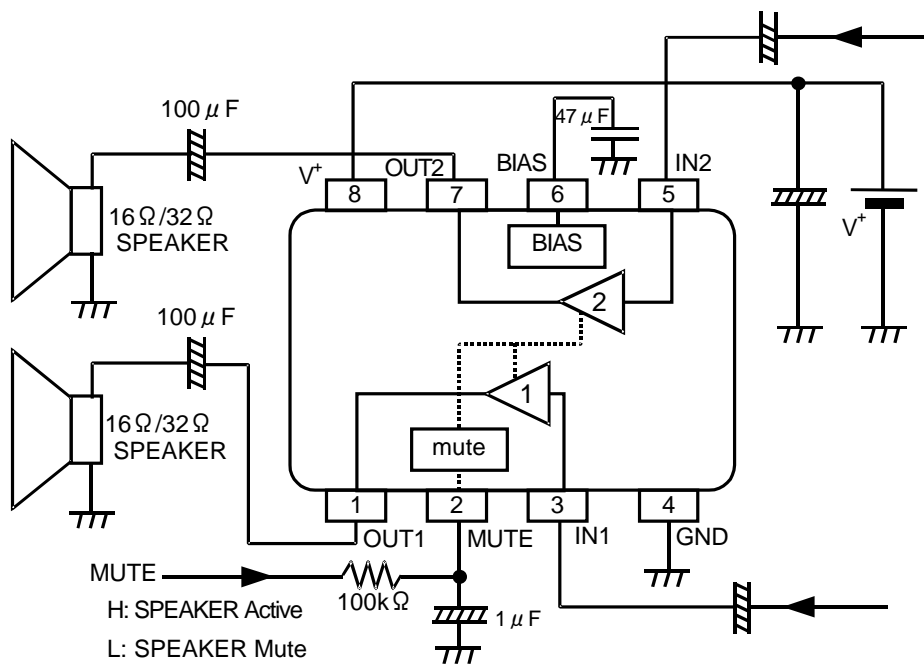 100μF
47μF
V+
OUT2
BIAS
IN2
8
7
6
5
16Ω/32Ω
SPEAKER
BIAS
V+
2
100μF
1
16Ω/32Ω
SPEAKER
mute
1
2
3
4
OUT1
MUTE
IN1
GND
MUTE
100kΩ
H: SPEAKER Active
1μF
L: SPEAKER Mute